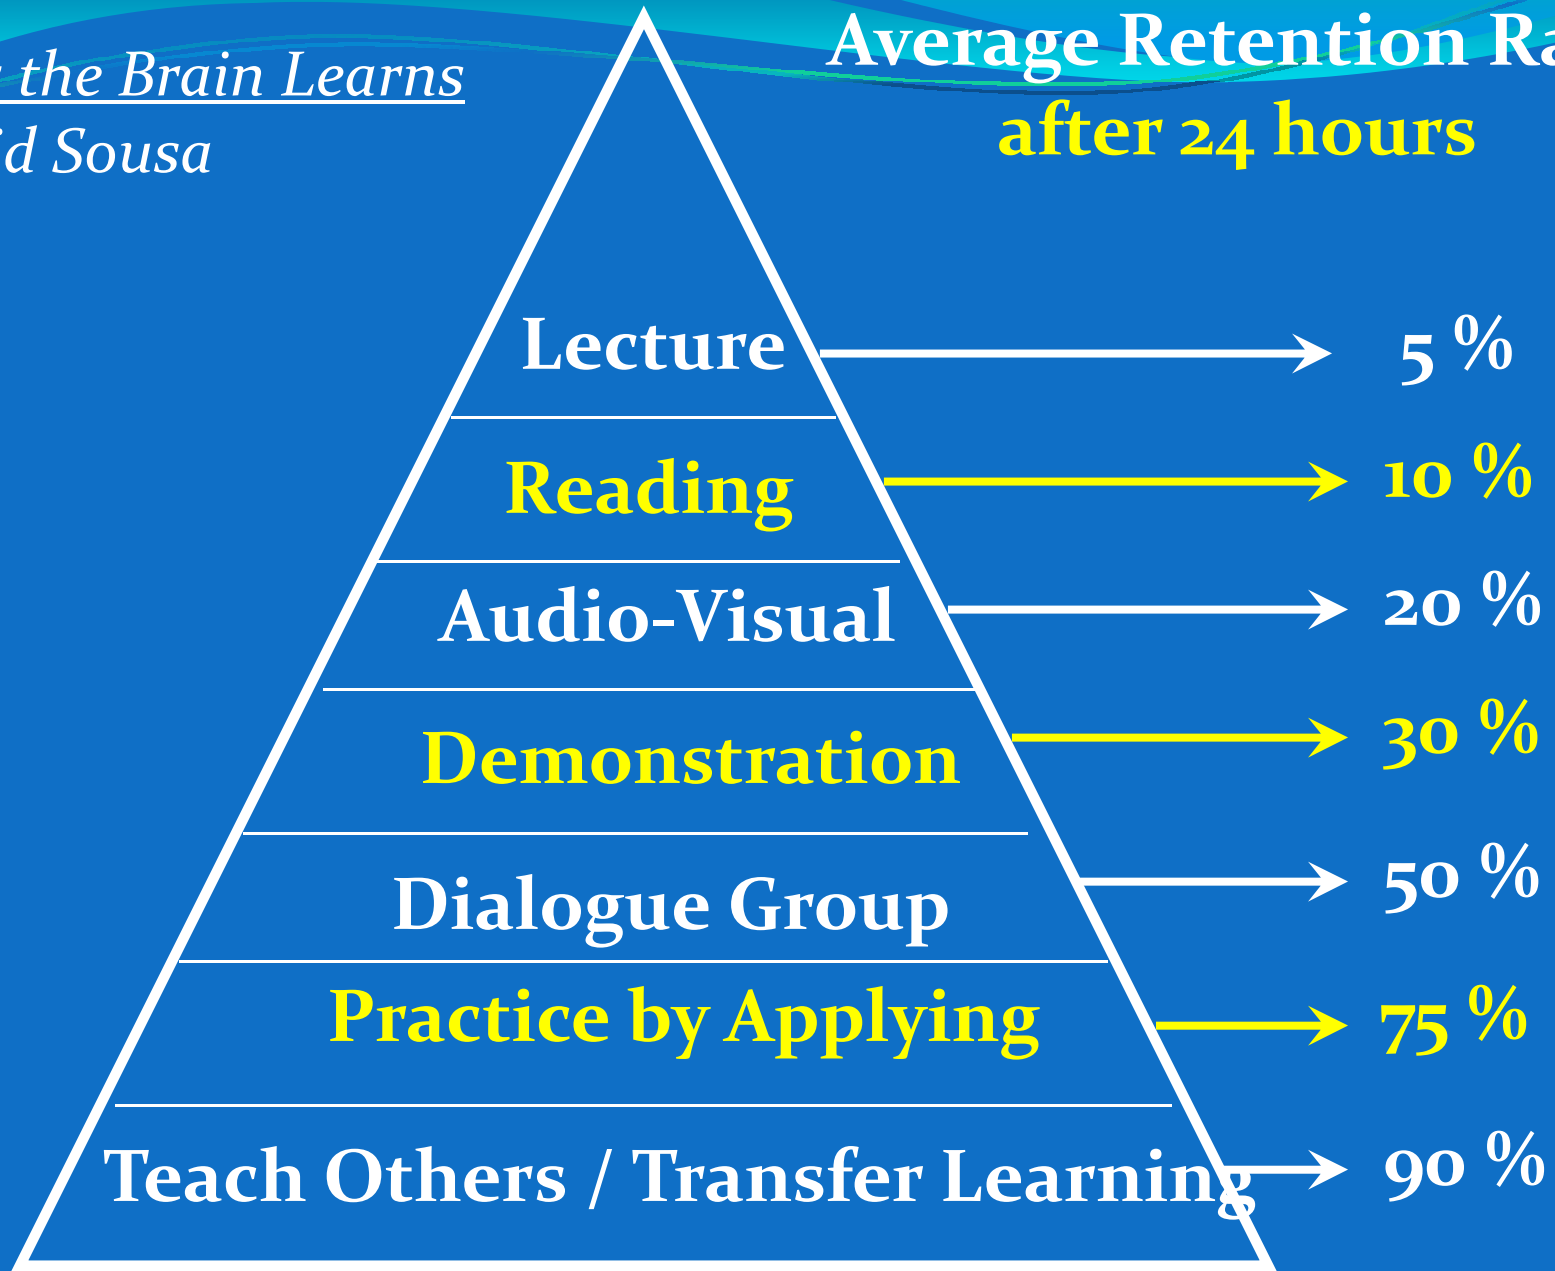 the Brain Learns
Sousa
Average Retention
after 24 hours
Lecture 5 %
Reading 10 %
Audio-Visual 20 %
Demonstration 30 %
Dialogue Group 50 %
Practice by Applying 75 %
Teach Others / Transfer Learning 90 %